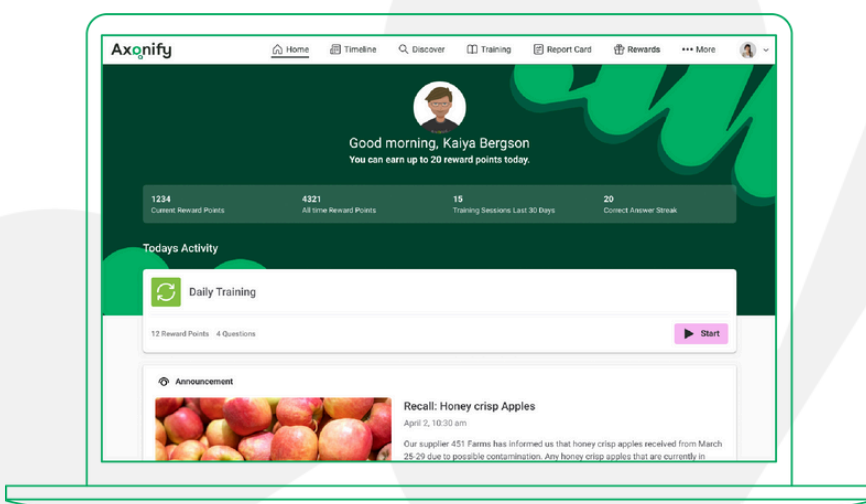 Axonify
Home
Timeline
Discover
Training
Report Card
Rewards
••• More
Good morning, Kaiya Bergson
You can earn up to 20 reward points today.
1234
Current Reward Points
4321
All time Reward Points
15
Training Sessions Last 30 Days
20
Correct Answer Streak
Todays Activity
Daily Training
12 Reward Points 4 Questions
Start
Announcement
Recall: Honey crisp Apples
April 2, 10:30 am
Our supplier 451 Farms has informed us that honey crisp apples received from March
25-29 due to possible contamination. Any honey crisp apples that are currently in